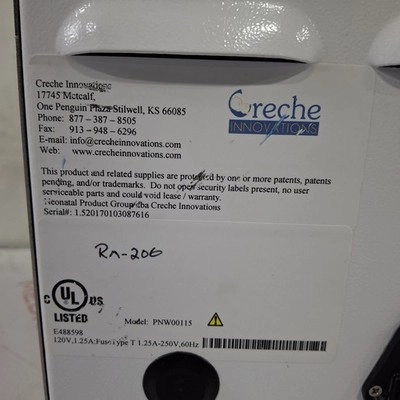 Creche Innovations
17745 Metcalf,
One Penguin Plaza Stilwell, KS 66085
Phone: 877-387-8505
Fax: 913-948-6296
E-mail: info@crecheinnovations.com
Web: www.crecheinnovations.com
Creche
INNOVATIONS
This product and related supplies are protected by one or more patents, patents
pending, and/or trademarks. Do not open security labels present, no user
serviceable parts and could void lease / warranty.
Neonatal Product Group dba Creche Innovations
Serial#: 1.520170103087616
Rn-206
C UL US
LISTED
Model: PNW00115
E488598
120V,1.25A:Fuse Type T 1.25A-250V,60Hz